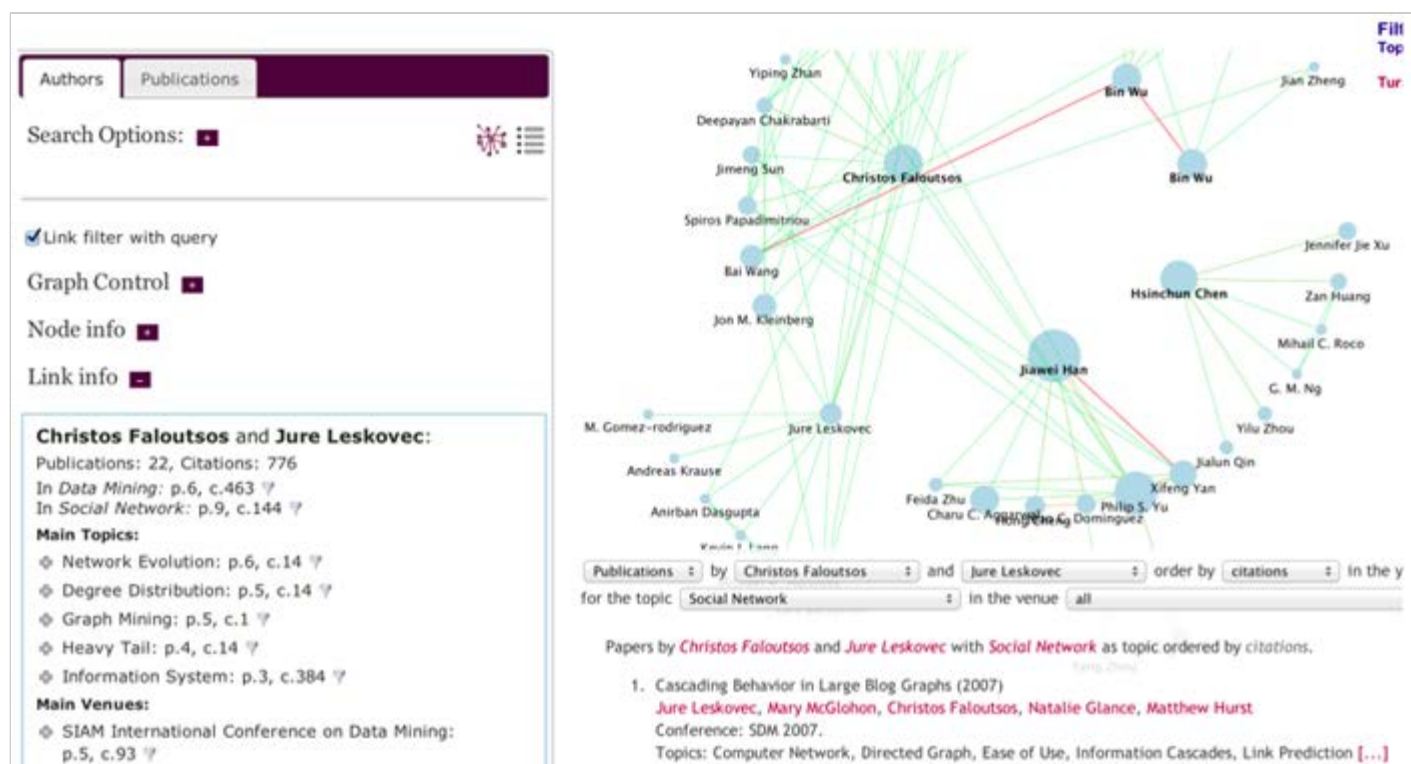 Authors
Publications
Search Options:
Link filter with query
Graph Control
Node info
Link info
Christos Faloutsos and Jure Leskovec:
Publications: 22, Citations: 776
In Data Mining: p.6, c.463
In Social Network: p.9, c.144
Main Topics:
Network Evolution: p.6, c.14
Degree Distribution: p.5, c.14
Graph Mining: p.5, c.1
Heavy Tail: p.4, c.14
Information System: p.3, c.384
Main Venues:
SIAM International Conference on Data Mining:
p.5, c.93
Filt
Top
Tur
Yiping Zhan
Bin Wu
Jian Zheng
Deepayan Chakrabarti
Jimeng Sun
Christos Faloutsos
Bin Wu
Spiros Papadimitriou
Jennifer Jie Xu
Bai Wang
Hsinchun Chen
Zan Huang
Jon M. Kleinberg
Mihail C. Roco
Jiawei Han
G. M. Ng
M. Gomez-rodriguez
Jure Leskovec
Yilu Zhou
Andreas Krause
Jialun Qin
Xifeng Yan
Feida Zhu
Anirban Dasgupta
Charu C. Aggarwal
Philip S. Yu
C. Dominguez
Publications by Christos Faloutsos and Jure Leskovec order by citations in the y
for the topic Social Network in the venue all
Papers by Christos Faloutsos and Jure Leskovec with Social Network as topic ordered by citations.
1. Cascading Behavior in Large Blog Graphs (2007)
Jure Leskovec, Mary McGlohon, Christos Faloutsos, Natalie Glance, Matthew Hurst
Conference: SDM 2007.
Topics: Computer Network, Directed Graph, Ease of Use, Information Cascades, Link Prediction [...]